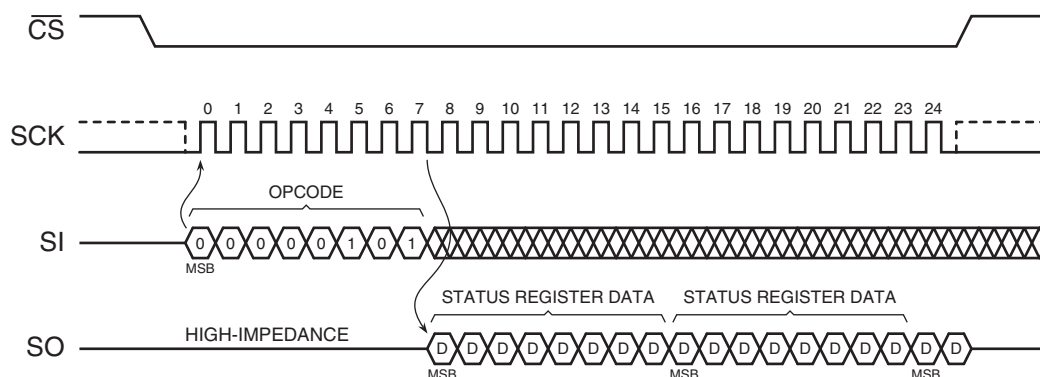 CS
SCK
0 1 2 3 4 5 6 7 8 9 10 11 12 13 14 15 16 17 18 19 20 21 22 23 24
OPCODE
SI
0 0 0 0 0 1 0 1
MSB
STATUS REGISTER DATA STATUS REGISTER DATA
HIGH-IMPEDANCE
SO
D D D D D D D D D D D D D D D D D D
MSB MSB MSB